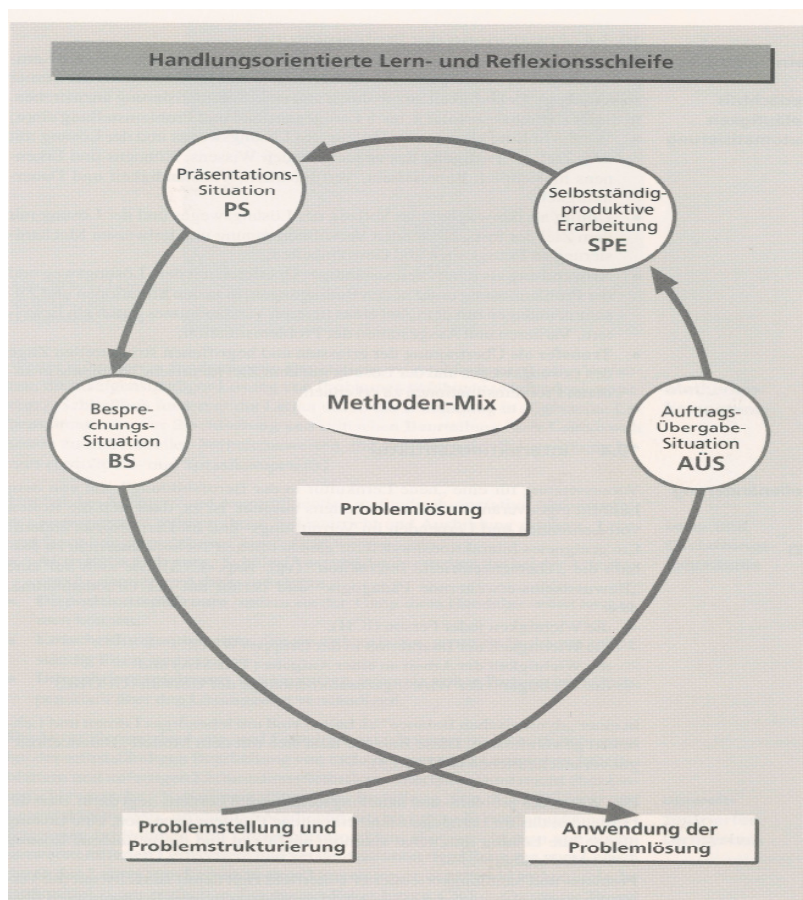 Handlungsorientierte Lern- und Reflexionsschleife
Präsentations-
Situation
PS
Selbstständig-
produktive
Erarbeitung
SPE
Bespre-
chungs-
Situation
BS
Methoden-Mix
Auftrags-
Übergabe-
Situation
AÜS
Problemlösung
Problemstellung und
Problemstrukturierung
Anwendung der
Problemlösung